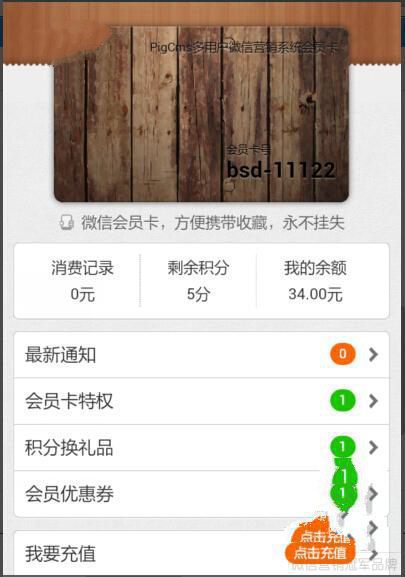 PigCms多用户微信营销系统会员卡
会员卡号
bsd-11122
微信会员卡，方便携带收藏，永不挂失
消费记录 剩余积分 我的余额
0元 5分 34.00元
最新通知 0
会员卡特权 1
积分换礼品 1
1
会员优惠券 1
点击充值
我要充值 点击充值
微信营销冠军品牌